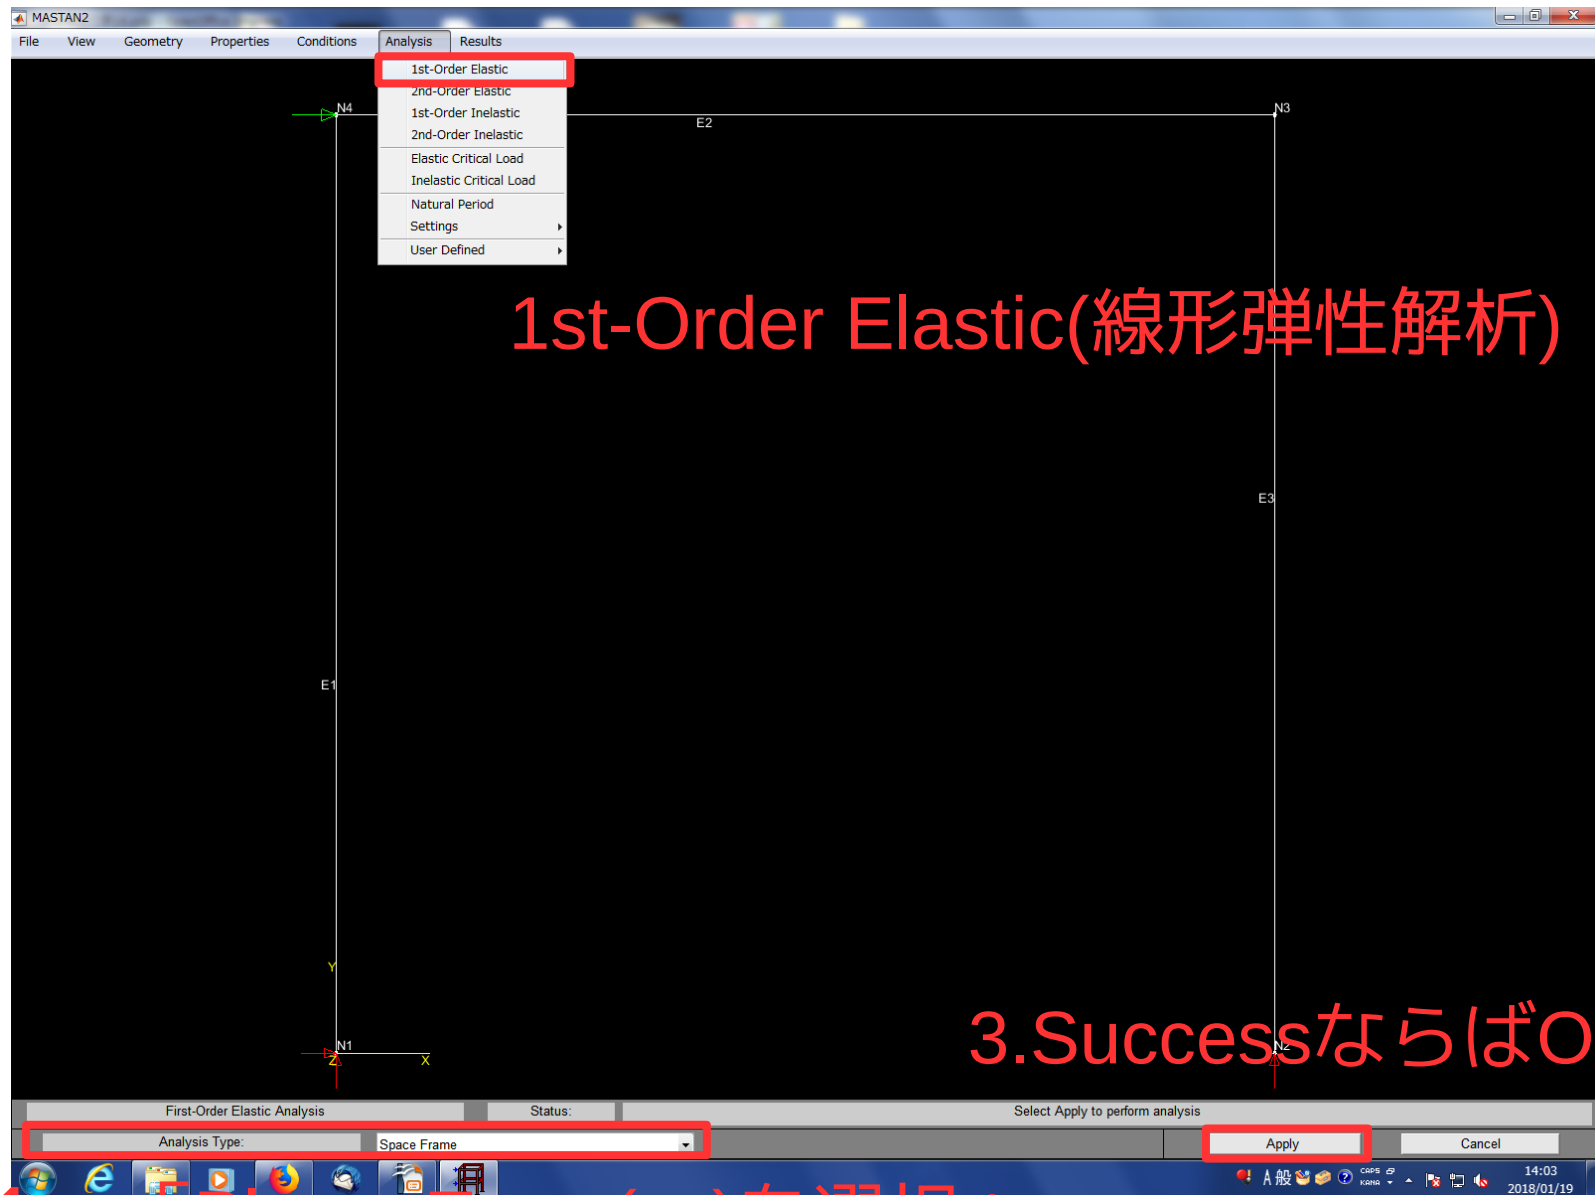 MASTAN2
File View Geometry Properties Conditions Analysis Results
1st-Order Elastic
2nd-Order Elastic
1st-Order Inelastic
2nd-Order Inelastic
Elastic Critical Load
Inelastic Critical Load
Natural Period
Settings
User Defined
N4
E2
N3
1st-Order Elastic(線形弾性解析)
E3
E1
Y
3.SuccessならばO
N1
Z
X
N2
First-Order Elastic Analysis Status: Select Apply to perform analysis
Analysis Type: Space Frame Apply Cancel
A 般 CAPS KANA 14:03
2018/01/19